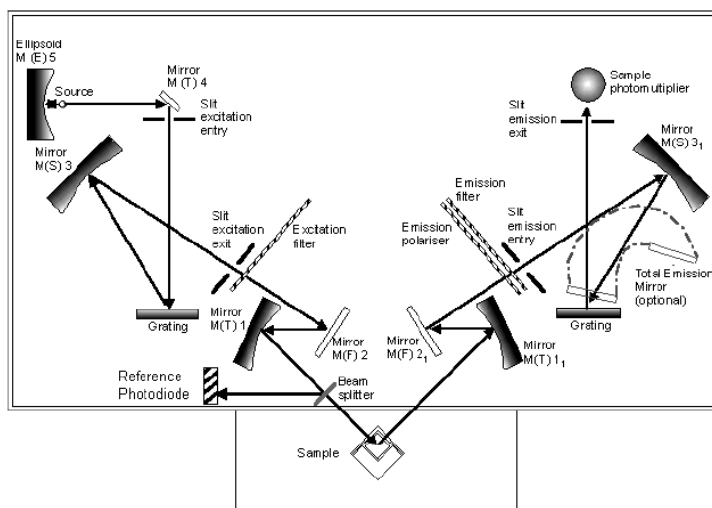 Ellipsoid
M (E) 5
Source
Mirror
M (T) 4
Slit
excitation
entry
Mirror
M(S) 3
Slit
excitation
exit
Excitation
filter
Grating
Mirror
M(T) 1
Mirror
M(F) 2
Reference
Photodiode
Beam
splitter
Sample
Sample
photomutiplier
Slit
emission
exit
Mirror
M(S) 3₁
Emission
filter
Emission
polariser
Slit
emission
entry
Total Emission
Mirror
(optional)
Grating
Mirror
M(F) 2₁
Mirror
M(T) 1₁